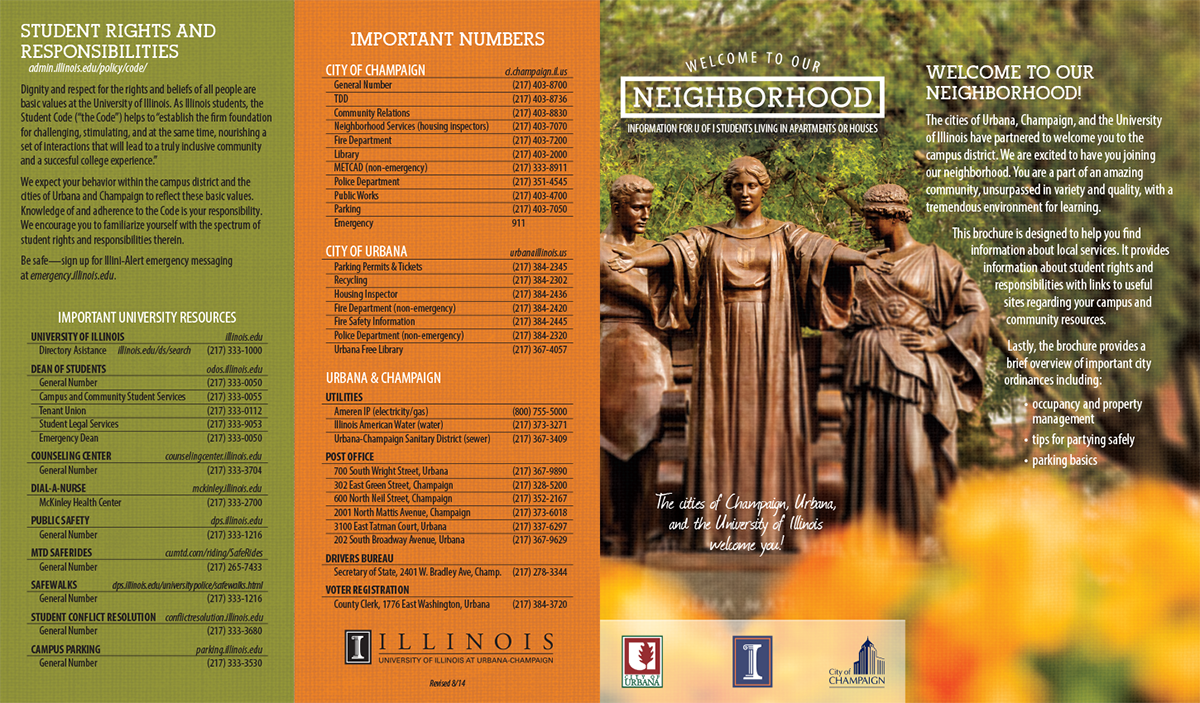 STUDENT RIGHTS AND
RESPONSIBILITIES
admin.illinois.edu/policy/code/
Dignity and respect for the rights and beliefs of all people are
basic values at the University of Illinois. As Illinois students, the
Student Code ("the Code") helps to "establish the firm foundation
for challenging, stimulating, and at the same time, nourishing a
set of interactions that will lead to a truly inclusive community
and a succesful college experience."
We expect your behavior within the campus district and the
cities of Urbana and Champaign to reflect these basic values.
Knowledge of and adherence to the Code is your responsibility.
We encourage you to familiarize yourself with the spectrum of
student rights and responsibilities therein.
Be safe—sign up for Illini-Alert emergency messaging
at emergency.illinois.edu.
IMPORTANT UNIVERSITY RESOURCES
UNIVERSITY OF ILLINOIS illinois.edu
Directory Asistance illinois.edu/ds/search (217) 333-1000
DEAN OF STUDENTS odos.illinois.edu
General Number (217) 333-0050
Campus and Community Student Services (217) 333-0055
Tenant Union (217) 333-0112
Student Legal Services (217) 333-9053
Emergency Dean (217) 333-0050
COUNSELING CENTER counselingcenter.illinois.edu
General Number (217) 333-3704
DIAL-A-NURSE mckinley.illinois.edu
McKinley Health Center (217) 333-2700
PUBLIC SAFETY dps.illinois.edu
General Number (217) 333-1216
MTD SAFERIDES cumtd.com/riding/SafeRides
General Number (217) 265-7433
SAFEWALKS dps.illinois.edu/universitypolice/safewalks.html
General Number (217) 333-1216
STUDENT CONFLICT RESOLUTION conflictresolution.illinois.edu
General Number (217) 333-3680
CAMPUS PARKING parking.illinois.edu
General Number (217) 333-3530
IMPORTANT NUMBERS
CITY OF CHAMPAIGN ci.champaign.il.us
General Number (217) 403-8700
TDD (217) 403-8736
Community Relations (217) 403-8830
Neighborhood Services (housing inspectors) (217) 403-7070
Fire Department (217) 403-7200
Library (217) 403-2000
METCAD (non-emergency) (217) 333-8911
Police Department (217) 351-4545
Public Works (217) 403-4700
Parking (217) 403-7050
Emergency 911
CITY OF URBANA urbanaillinois.us
Parking Permits & Tickets (217) 384-2345
Recycling (217) 384-2302
Housing Inspector (217) 384-2436
Fire Department (non-emergency) (217) 384-2420
Fire Safety Information (217) 384-2445
Police Department (non-emergency) (217) 384-2320
Urbana Free Library (217) 367-4057
URBANA & CHAMPAIGN
UTILITIES
Ameren IP (electricity/gas) (800) 755-5000
Illinois American Water (water) (217) 373-3271
Urbana-Champaign Sanitary District (sewer) (217) 367-3409
POST OFFICE
700 South Wright Street, Urbana (217) 367-9890
302 East Green Street, Champaign (217) 328-5200
600 North Neil Street, Champaign (217) 352-2167
2001 North Mattis Avenue, Champaign (217) 373-6018
3100 East Tatman Court, Urbana (217) 337-6297
202 South Broadway Avenue, Urbana (217) 367-9629
DRIVERS BUREAU
Secretary of State, 2401 W. Bradley Ave, Champ. (217) 278-3344
VOTER REGISTRATION
County Clerk, 1776 East Washington, Urbana (217) 384-3720
I ILLINOIS
UNIVERSITY OF ILLINOIS AT URBANA-CHAMPAIGN
Revised 8/14
WELCOME TO OUR
NEIGHBORHOOD
INFORMATION FOR U OF I STUDENTS LIVING IN APARTMENTS OR HOUSES
The cities of Champaign, Urbana,
and the University of Illinois
welcome you!
ALMA MA
U
CITY OF
URBANA
I
City of
CHAMPAIGN
WELCOME TO OUR
NEIGHBORHOOD!
The cities of Urbana, Champaign, and the University
of Illinois have partnered to welcome you to the
campus district. We are excited to have you joining
our neighborhood. You are a part of an amazing
community, unsurpassed in variety and quality, with a
tremendous environment for learning.
This brochure is designed to help you find
information about local services. It provides
information about student rights and
responsibilities with links to useful
sites regarding your campus and
community resources.
Lastly, the brochure provides a
brief overview of important city
ordinances including:
• occupancy and property
management
• tips for partying safely
• parking basics